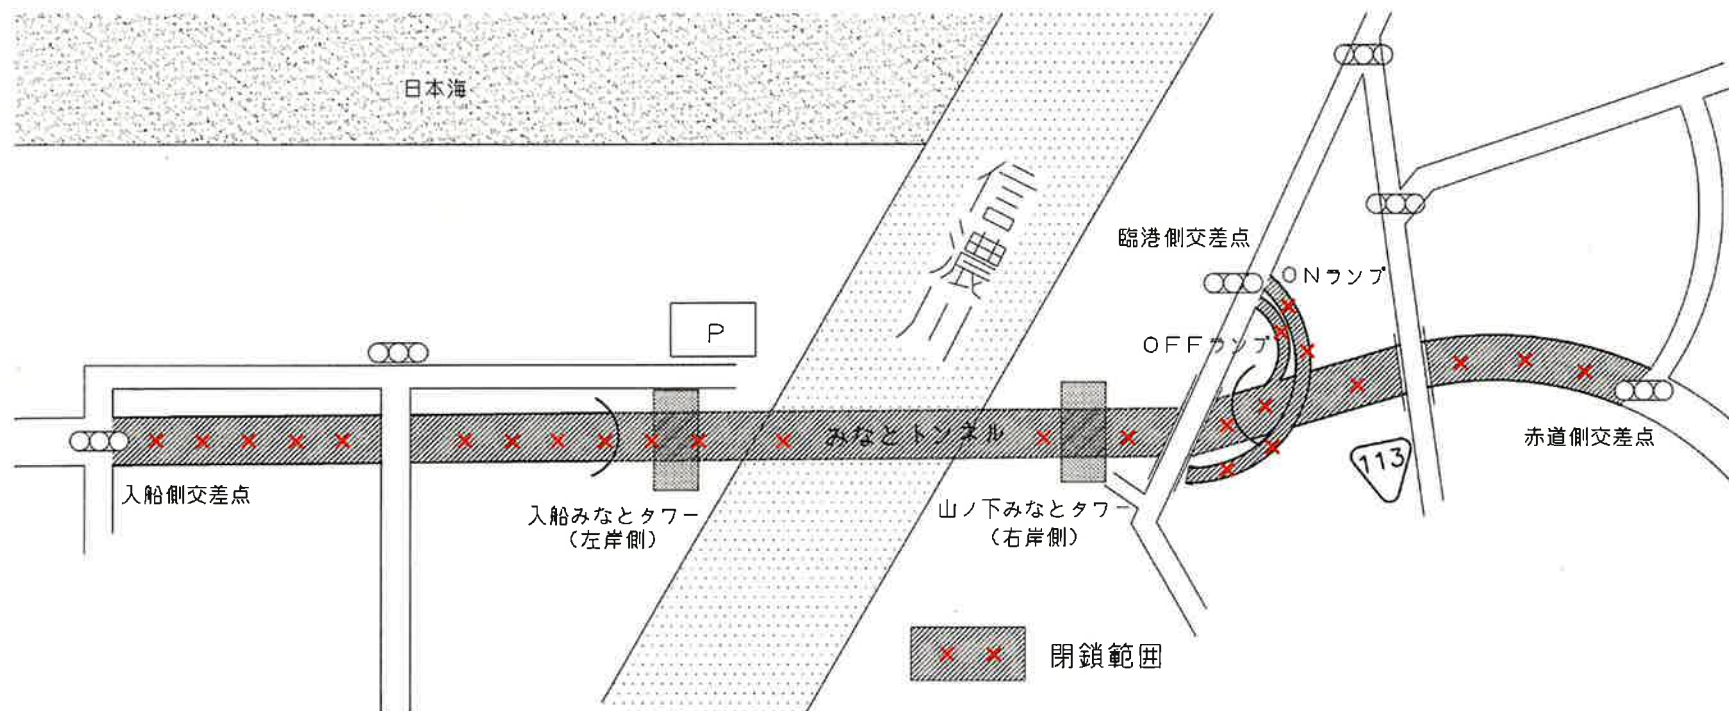 日本海
信濃川
臨港側交差点
ONランプ
P
OFFランプ
みなとトンネル
113
赤道側交差点
入船側交差点
入船みなとタワー
（左岸側）
山ノ下みなとタワー
（右岸側）
閉鎖範囲